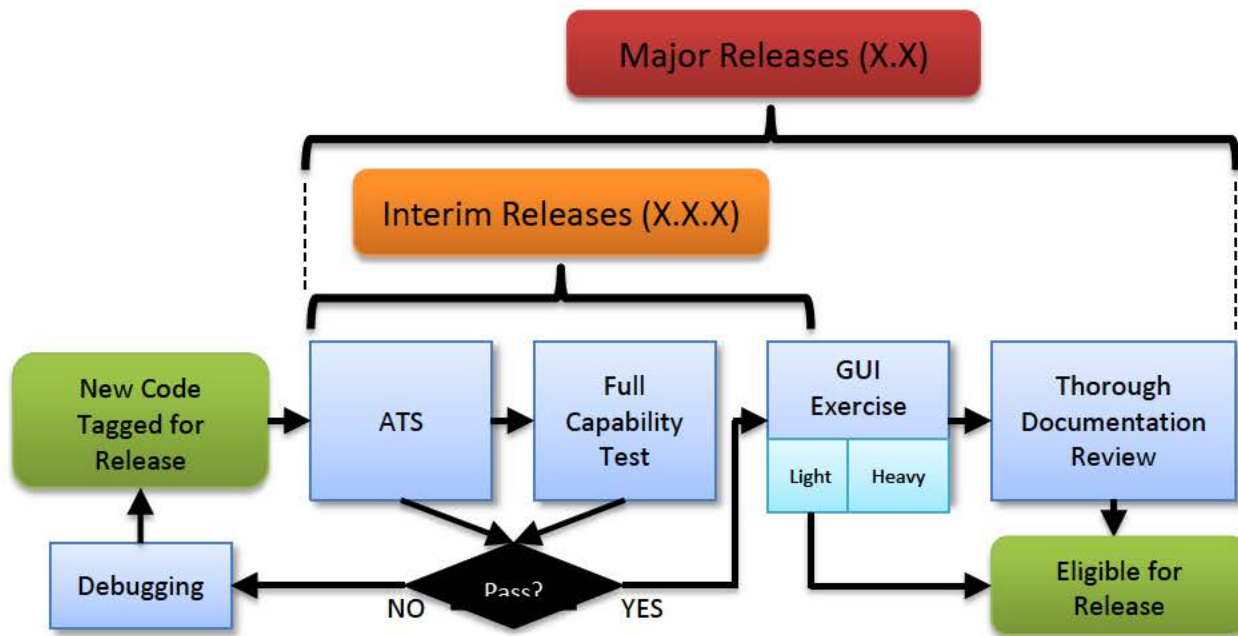 Major Releases (X.X)
Interim Releases (X.X.X)
New Code
Tagged for
Release
ATS
Full
Capability
Test
GUI
Exercise
Light
Heavy
Thorough
Documentation
Review
Debugging
NO
Pass?
YES
Eligible for
Release